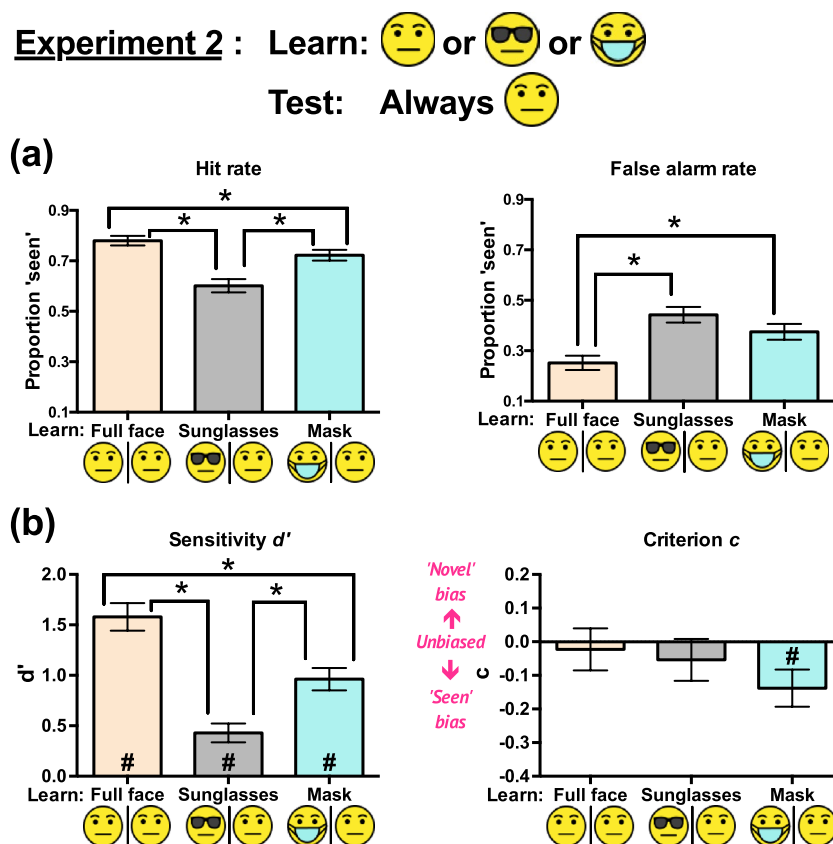 Experiment 2 : Learn: or or
Test: Always
(a)
Hit rate
Proportion 'seen'
0.9
0.7
0.5
0.3
0.1
*
*
*
Learn: Full face Sunglasses Mask
False alarm rate
Proportion 'seen'
0.9
0.7
0.5
0.3
0.1
*
*
Learn: Full face Sunglasses Mask
(b)
Sensitivity d'
d'
2.0
1.5
1.0
0.5
0.0
*
*
*
# # #
Learn: Full face Sunglasses Mask
Criterion c
'Novel'
bias
Unbiased
'Seen'
bias
c
0.2
0.1
0.0
-0.1
-0.2
-0.3
-0.4
#
Learn: Full face Sunglasses Mask